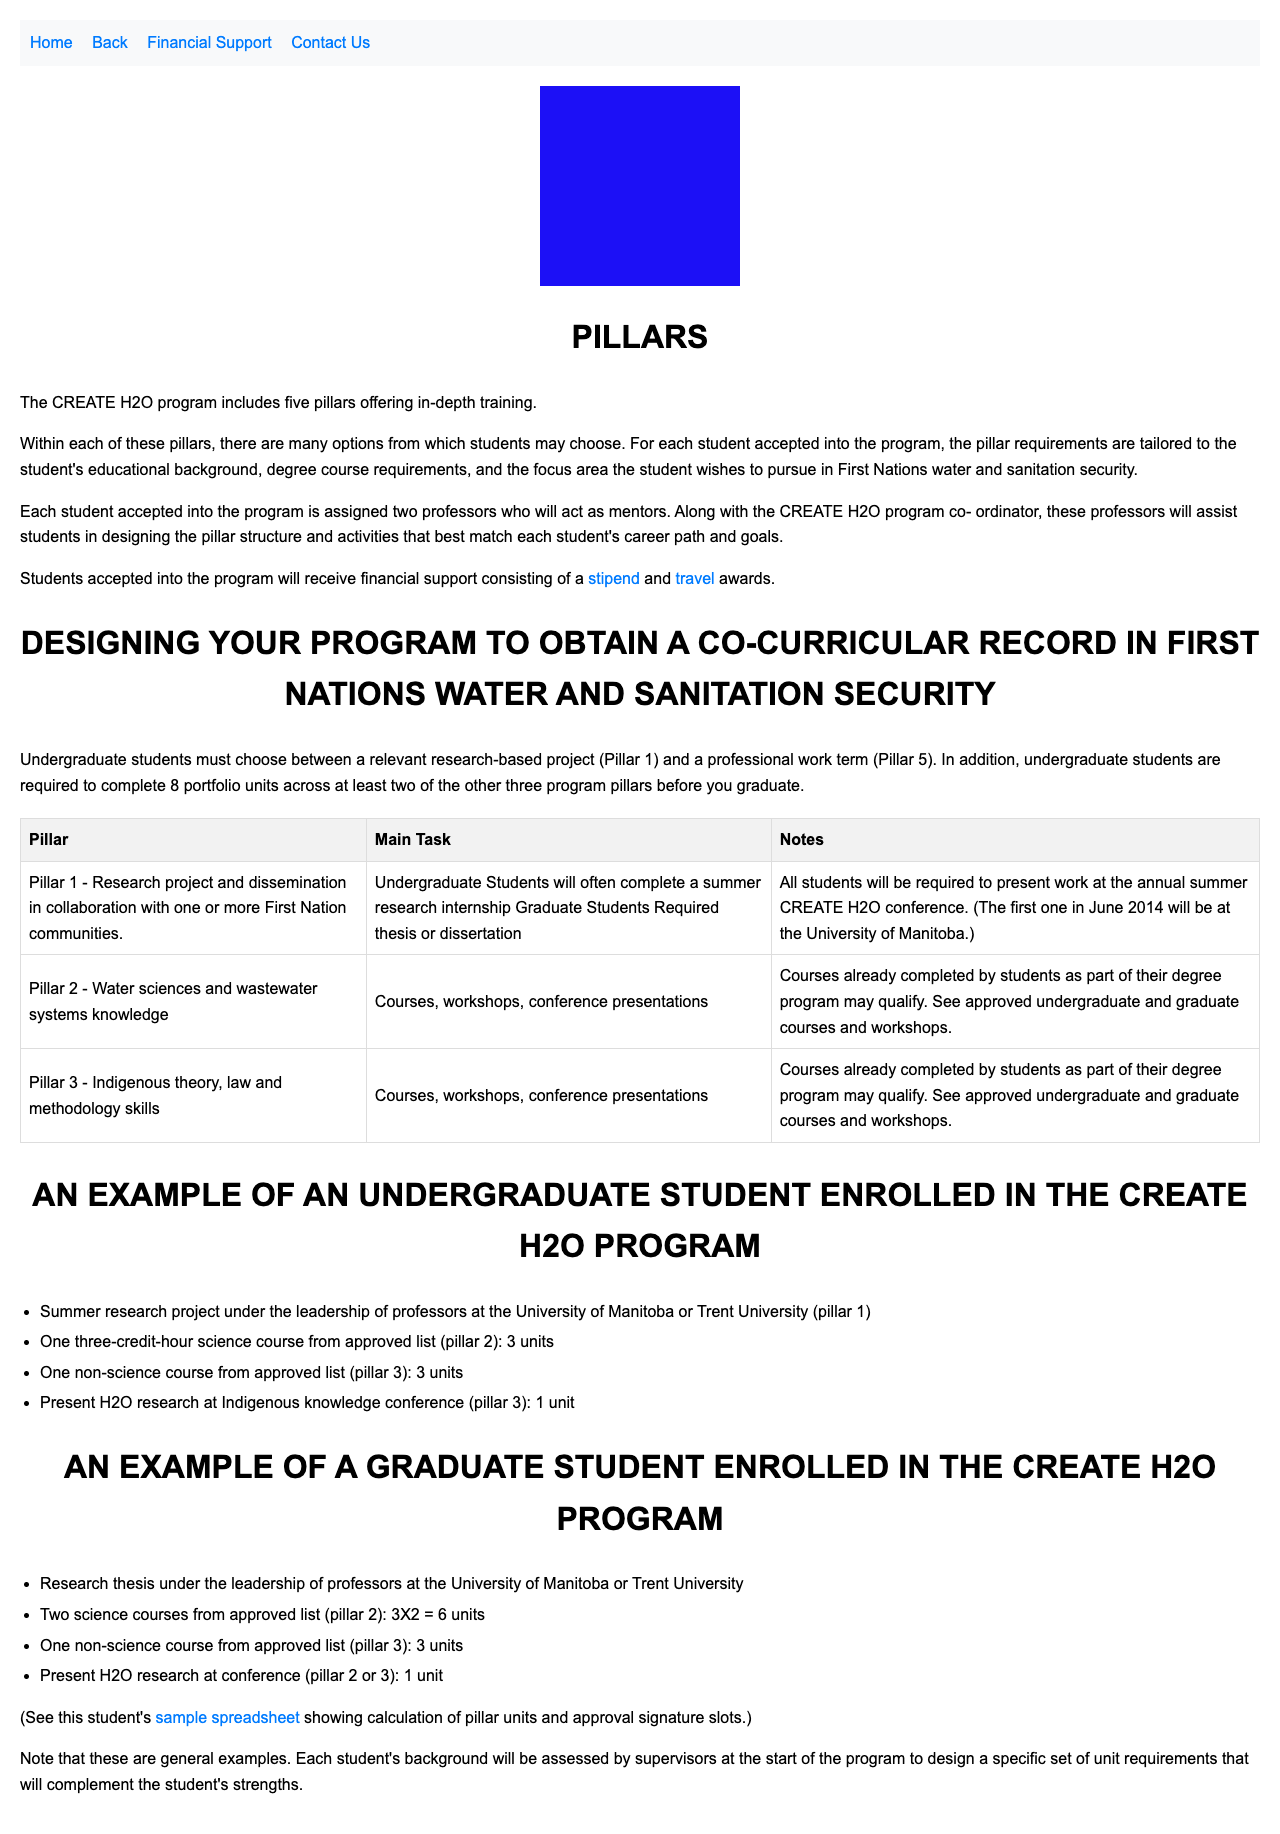 Home Back Financial Support Contact Us
PILLARS
The CREATE H2O program includes five pillars offering in-depth training.
Within each of these pillars, there are many options from which students may choose. For each student accepted into the program, the pillar requirements are tailored to the
student's educational background, degree course requirements, and the focus area the student wishes to pursue in First Nations water and sanitation security.
Each student accepted into the program is assigned two professors who will act as mentors. Along with the CREATE H2O program co- ordinator, these professors will assist
students in designing the pillar structure and activities that best match each student's career path and goals.
Students accepted into the program will receive financial support consisting of a stipend and travel awards.
DESIGNING YOUR PROGRAM TO OBTAIN A CO-CURRICULAR RECORD IN FIRST
NATIONS WATER AND SANITATION SECURITY
Undergraduate students must choose between a relevant research-based project (Pillar 1) and a professional work term (Pillar 5). In addition, undergraduate students are
required to complete 8 portfolio units across at least two of the other three program pillars before you graduate.
Pillar Main Task Notes
Pillar 1 - Research project and dissemination
in collaboration with one or more First Nation
communities.
Undergraduate Students will often complete a summer
research internship Graduate Students Required
thesis or dissertation
All students will be required to present work at the annual summer
CREATE H2O conference. (The first one in June 2014 will be at
the University of Manitoba.)
Pillar 2 - Water sciences and wastewater
systems knowledge
Courses, workshops, conference presentations
Courses already completed by students as part of their degree
program may qualify. See approved undergraduate and graduate
courses and workshops.
Pillar 3 - Indigenous theory, law and
methodology skills
Courses, workshops, conference presentations
Courses already completed by students as part of their degree
program may qualify. See approved undergraduate and graduate
courses and workshops.
AN EXAMPLE OF AN UNDERGRADUATE STUDENT ENROLLED IN THE CREATE
H2O PROGRAM
• Summer research project under the leadership of professors at the University of Manitoba or Trent University (pillar 1)
• One three-credit-hour science course from approved list (pillar 2): 3 units
• One non-science course from approved list (pillar 3): 3 units
• Present H2O research at Indigenous knowledge conference (pillar 3): 1 unit
AN EXAMPLE OF A GRADUATE STUDENT ENROLLED IN THE CREATE H2O
PROGRAM
• Research thesis under the leadership of professors at the University of Manitoba or Trent University
• Two science courses from approved list (pillar 2): 3X2 = 6 units
• One non-science course from approved list (pillar 3): 3 units
• Present H2O research at conference (pillar 2 or 3): 1 unit
(See this student's sample spreadsheet showing calculation of pillar units and approval signature slots.)
Note that these are general examples. Each student's background will be assessed by supervisors at the start of the program to design a specific set of unit requirements that
will complement the student's strengths.